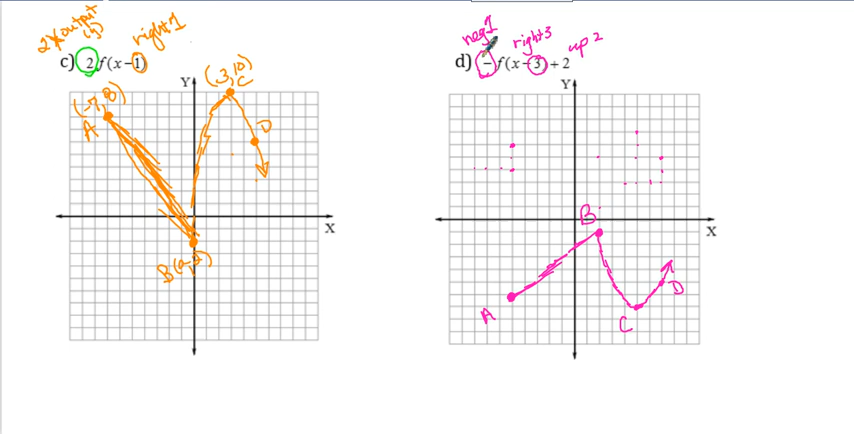 2x output
(y)
right 1
c) 2f(x−1)
Y
(-7, 8)
A
(3, 10)
C
D
X
B(0,-2)
neg 1
right 3
up 2
d) −f(x−3)+2
Y
B
X
A
C
D